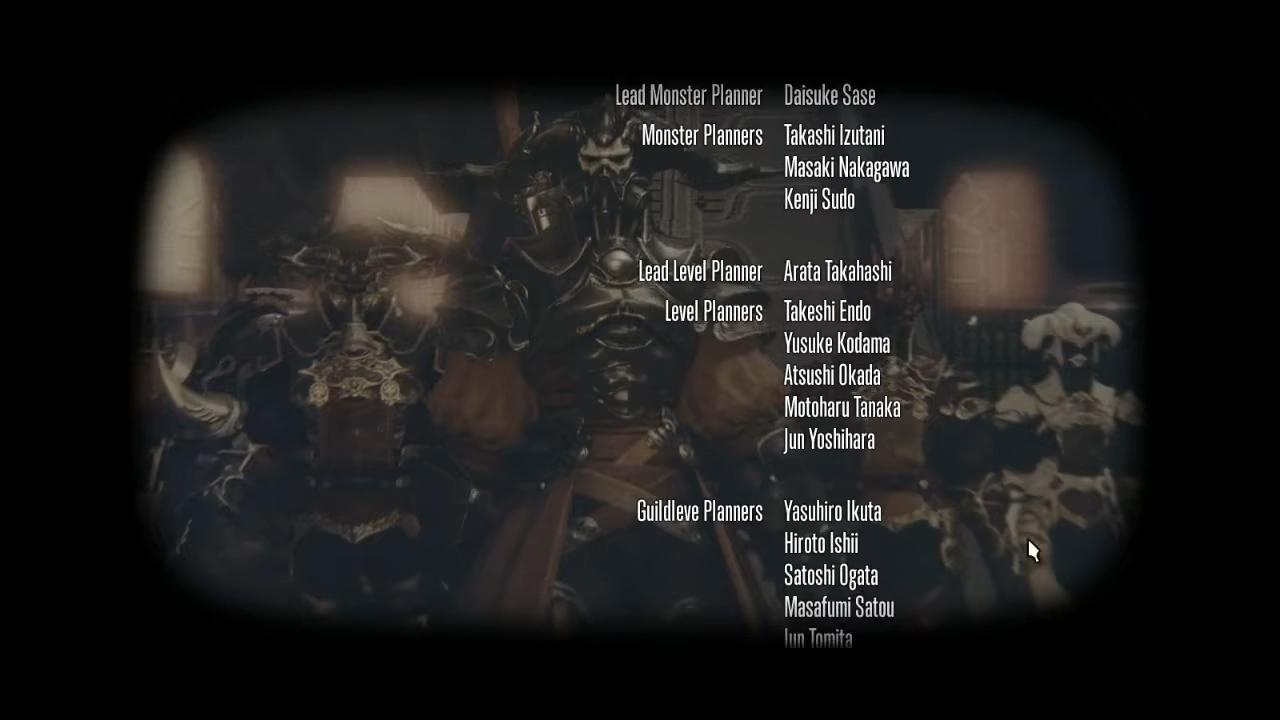 Lead Monster Planner Daisuke Sase
Monster Planners Takashi Izutani
Masaki Nakagawa
Kenji Sudo
Lead Level Planner Arata Takahashi
Level Planners Takeshi Endo
Yusuke Kodama
Atsushi Okada
Motoharu Tanaka
Jun Yoshihara
Guildleve Planners Yasuhiro Ikuta
Hiroto Ishii
Satoshi Ogata
Masafumi Satou
Jun Tomita